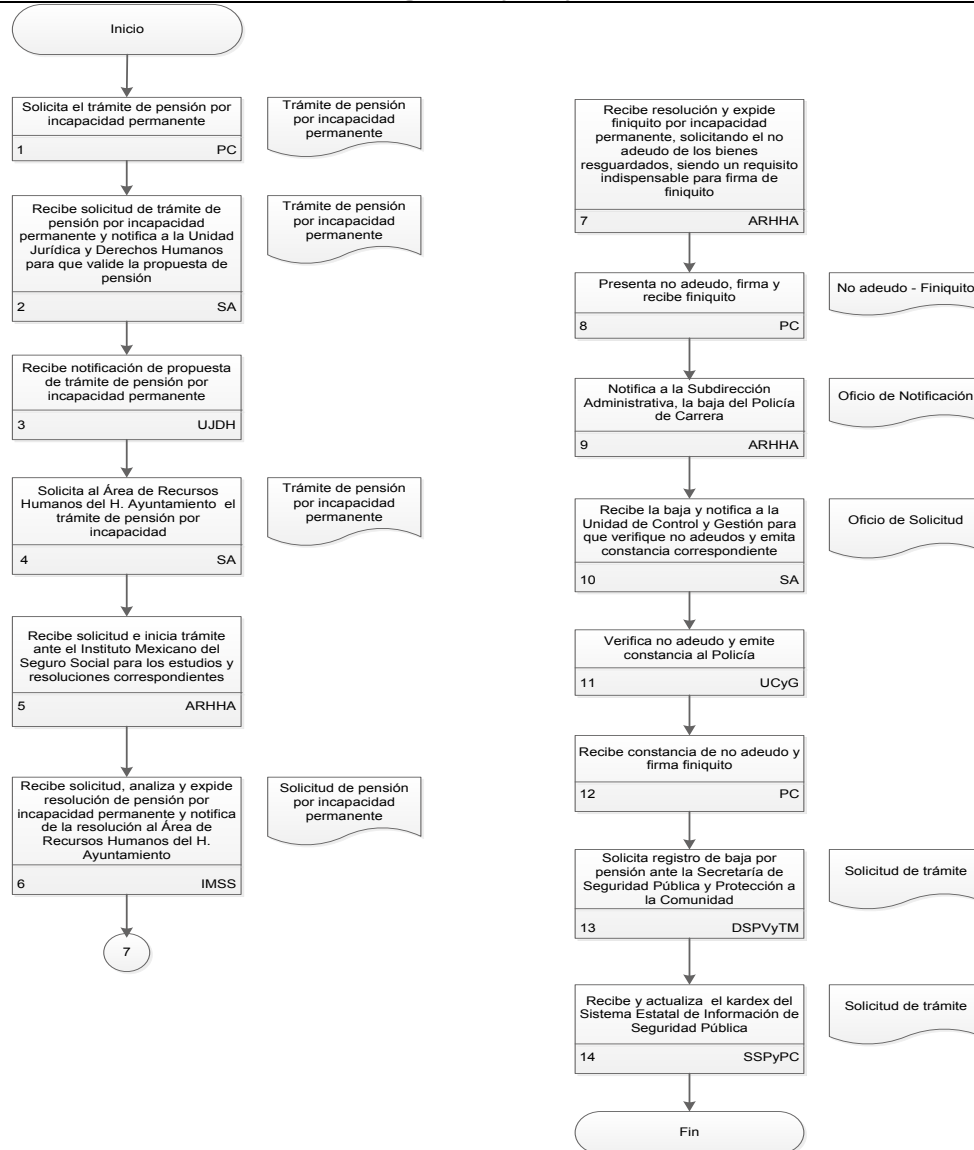 Inicio
Solicita el trámite de pensión por
incapacidad permanente
1 PC
Trámite de pensión
por incapacidad
permanente
Recibe solicitud de trámite de
pensión por incapacidad
permanente y notifica a la Unidad
Jurídica y Derechos Humanos
para que valide la propuesta de
pensión
2 SA
Trámite de pensión
por incapacidad
permanente
Recibe notificación de propuesta
de trámite de pensión por
incapacidad permanente
3 UJDH
Solicita al Área de Recursos
Humanos del H. Ayuntamiento el
trámite de pensión por
incapacidad
4 SA
Trámite de pensión
por incapacidad
permanente
Recibe solicitud e inicia trámite
ante el Instituto Mexicano del
Seguro Social para los estudios y
resoluciones correspondientes
5 ARHHA
Recibe solicitud, analiza y expide
resolución de pensión por
incapacidad permanente y notifica
de la resolución al Área de
Recursos Humanos del H.
Ayuntamiento
6 IMSS
Solicitud de pensión
por incapacidad
permanente
7
Recibe resolución y expide
finiquito por incapacidad
permanente, solicitando el no
adeudo de los bienes
resguardados, siendo un requisito
indispensable para firma de
finiquito
7 ARHHA
Presenta no adeudo, firma y
recibe finiquito
8 PC
No adeudo - Finiquito
Notifica a la Subdirección
Administrativa, la baja del Policía
de Carrera
9 ARHHA
Oficio de Notificación
Recibe la baja y notifica a la
Unidad de Control y Gestión para
que verifique no adeudos y emita
constancia correspondiente
10 SA
Oficio de Solicitud
Verifica no adeudo y emite
constancia al Policía
11 UCyG
Recibe constancia de no adeudo y
firma finiquito
12 PC
Solicita registro de baja por
pensión ante la Secretaría de
Seguridad Pública y Protección a
la Comunidad
13 DSPVyTM
Solicitud de trámite
Recibe y actualiza el kardex del
Sistema Estatal de Información de
Seguridad Pública
14 SSPyPC
Solicitud de trámite
Fin